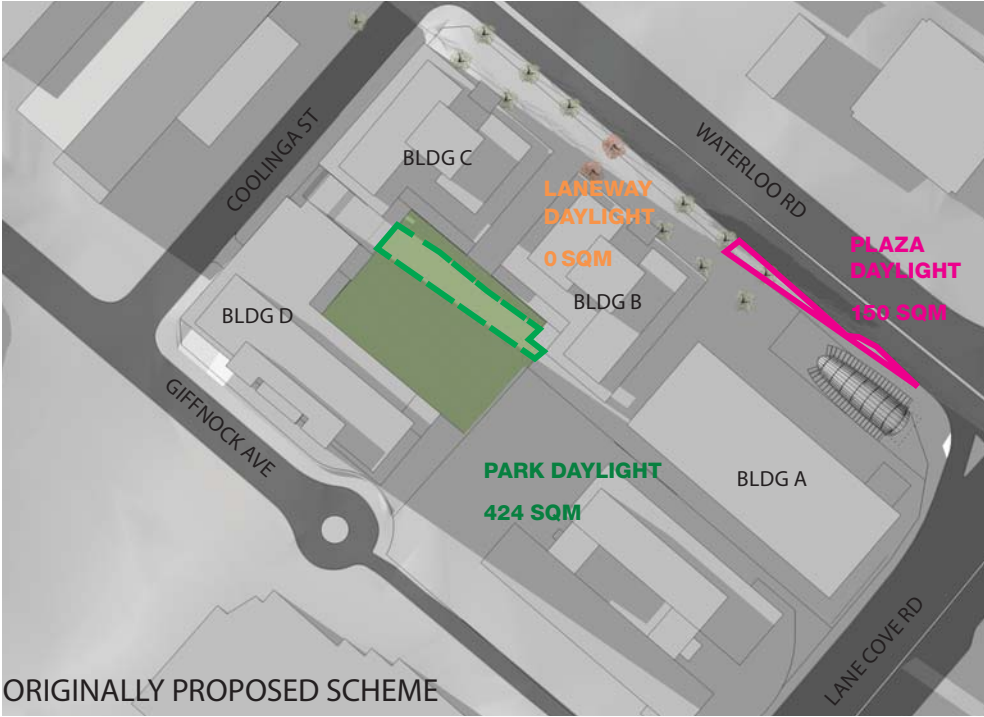 COOLINGA ST
WATERLOO RD
BLDG C
LANEWAY
DAYLIGHT
0 SQM
PLAZA
DAYLIGHT
150 SQM
BLDG B
BLDG D
GIFFNOCK AVE
PARK DAYLIGHT
424 SQM
BLDG A
LANE COVE RD
ORIGINALLY PROPOSED SCHEME